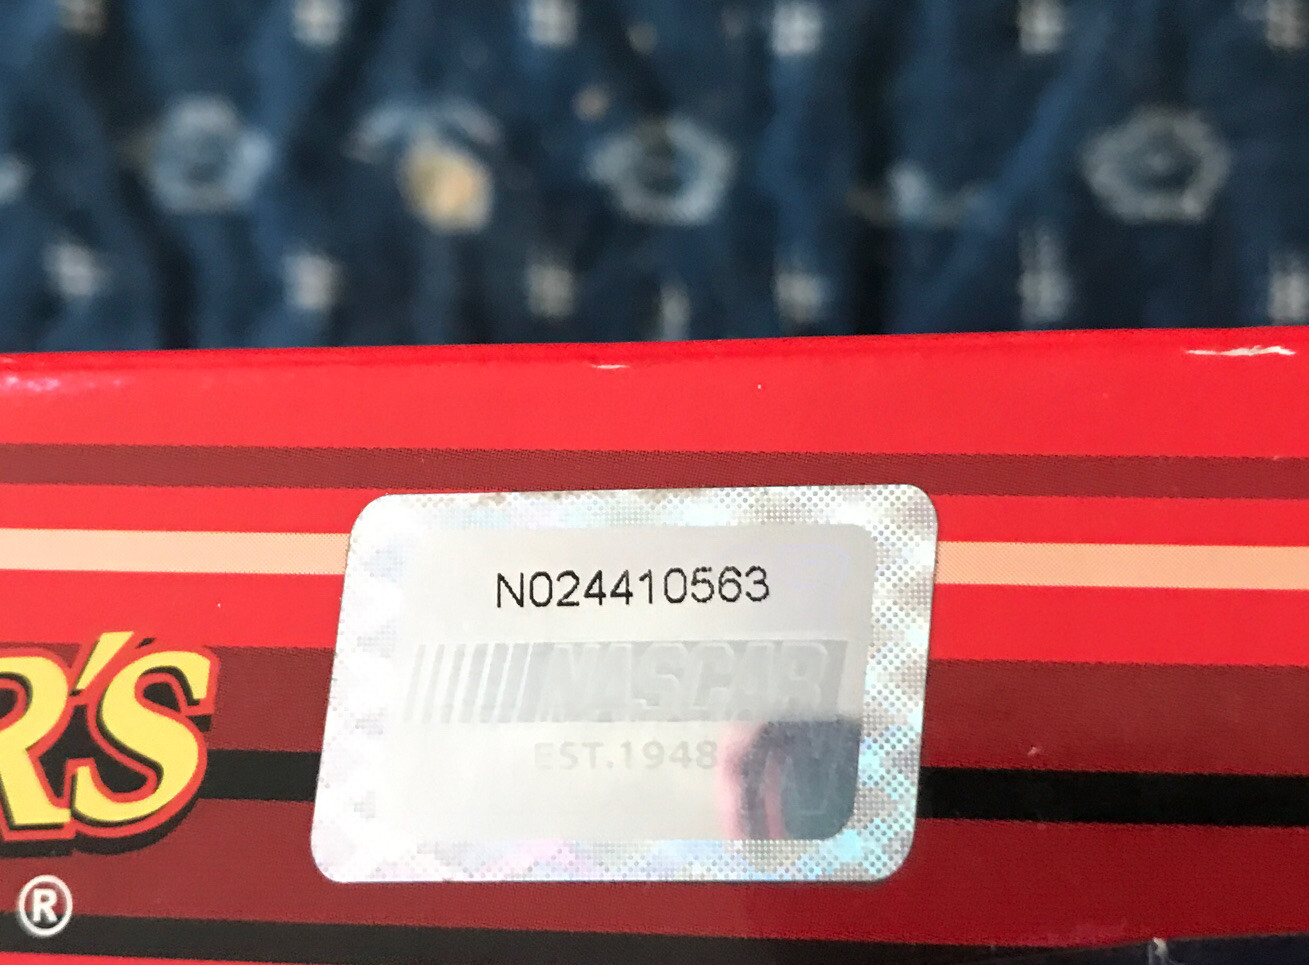 N024410563
NASCAR
EST.1948
R'S
®